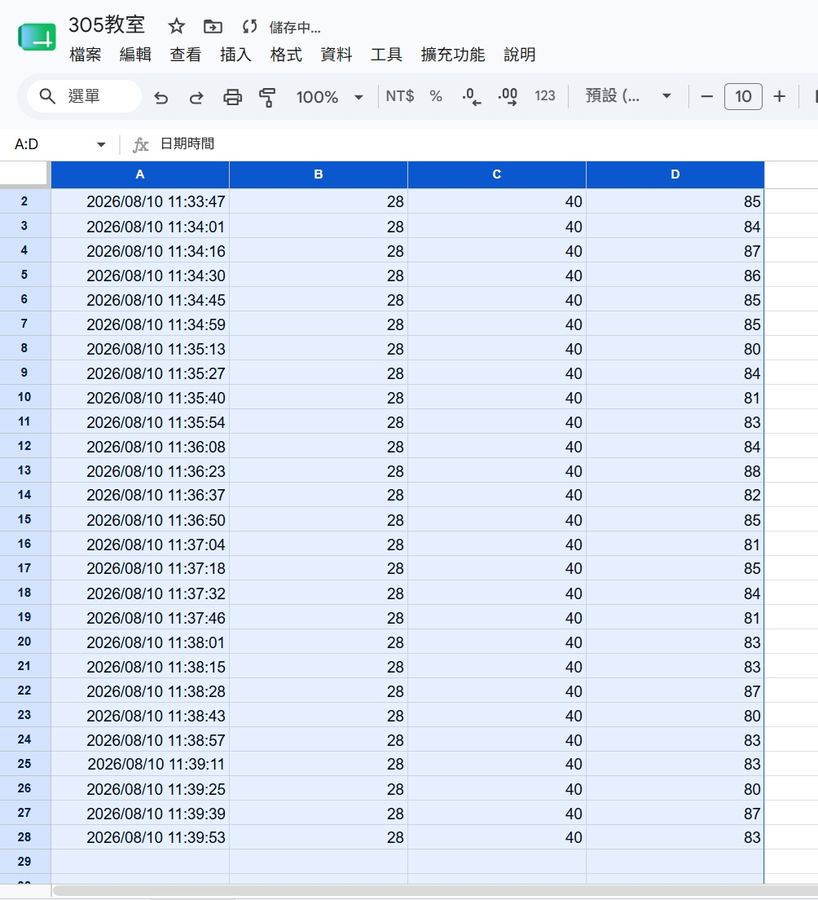 305教室 儲存中...
檔案 編輯 查看 插入 格式 資料 工具 擴充功能 說明
選單 100% NT$ % .0 .00 123 預設 (... − 10 +
A:D fx 日期時間
A B C D
2 2026/08/10 11:33:47 28 40 85
3 2026/08/10 11:34:01 28 40 84
4 2026/08/10 11:34:16 28 40 87
5 2026/08/10 11:34:30 28 40 86
6 2026/08/10 11:34:45 28 40 85
7 2026/08/10 11:34:59 28 40 85
8 2026/08/10 11:35:13 28 40 80
9 2026/08/10 11:35:27 28 40 84
10 2026/08/10 11:35:40 28 40 81
11 2026/08/10 11:35:54 28 40 83
12 2026/08/10 11:36:08 28 40 84
13 2026/08/10 11:36:23 28 40 88
14 2026/08/10 11:36:37 28 40 82
15 2026/08/10 11:36:50 28 40 85
16 2026/08/10 11:37:04 28 40 81
17 2026/08/10 11:37:18 28 40 85
18 2026/08/10 11:37:32 28 40 84
19 2026/08/10 11:37:46 28 40 81
20 2026/08/10 11:38:01 28 40 83
21 2026/08/10 11:38:15 28 40 83
22 2026/08/10 11:38:28 28 40 87
23 2026/08/10 11:38:43 28 40 80
24 2026/08/10 11:38:57 28 40 83
25 2026/08/10 11:39:11 28 40 83
26 2026/08/10 11:39:25 28 40 80
27 2026/08/10 11:39:39 28 40 87
28 2026/08/10 11:39:53 28 40 83
29